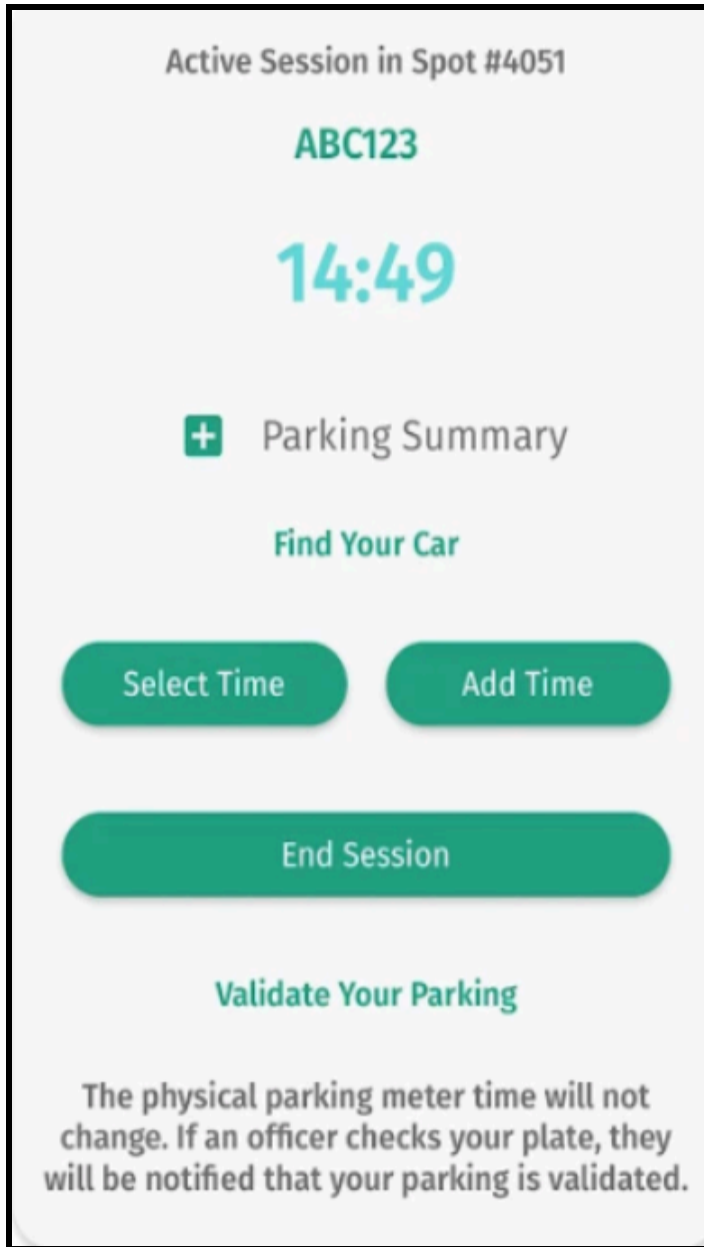 Active Session in Spot #4051
ABC123
14:49
Parking Summary
Find Your Car
Select Time
Add Time
End Session
Validate Your Parking
The physical parking meter time will not
change. If an officer checks your plate, they
will be notified that your parking is validated.